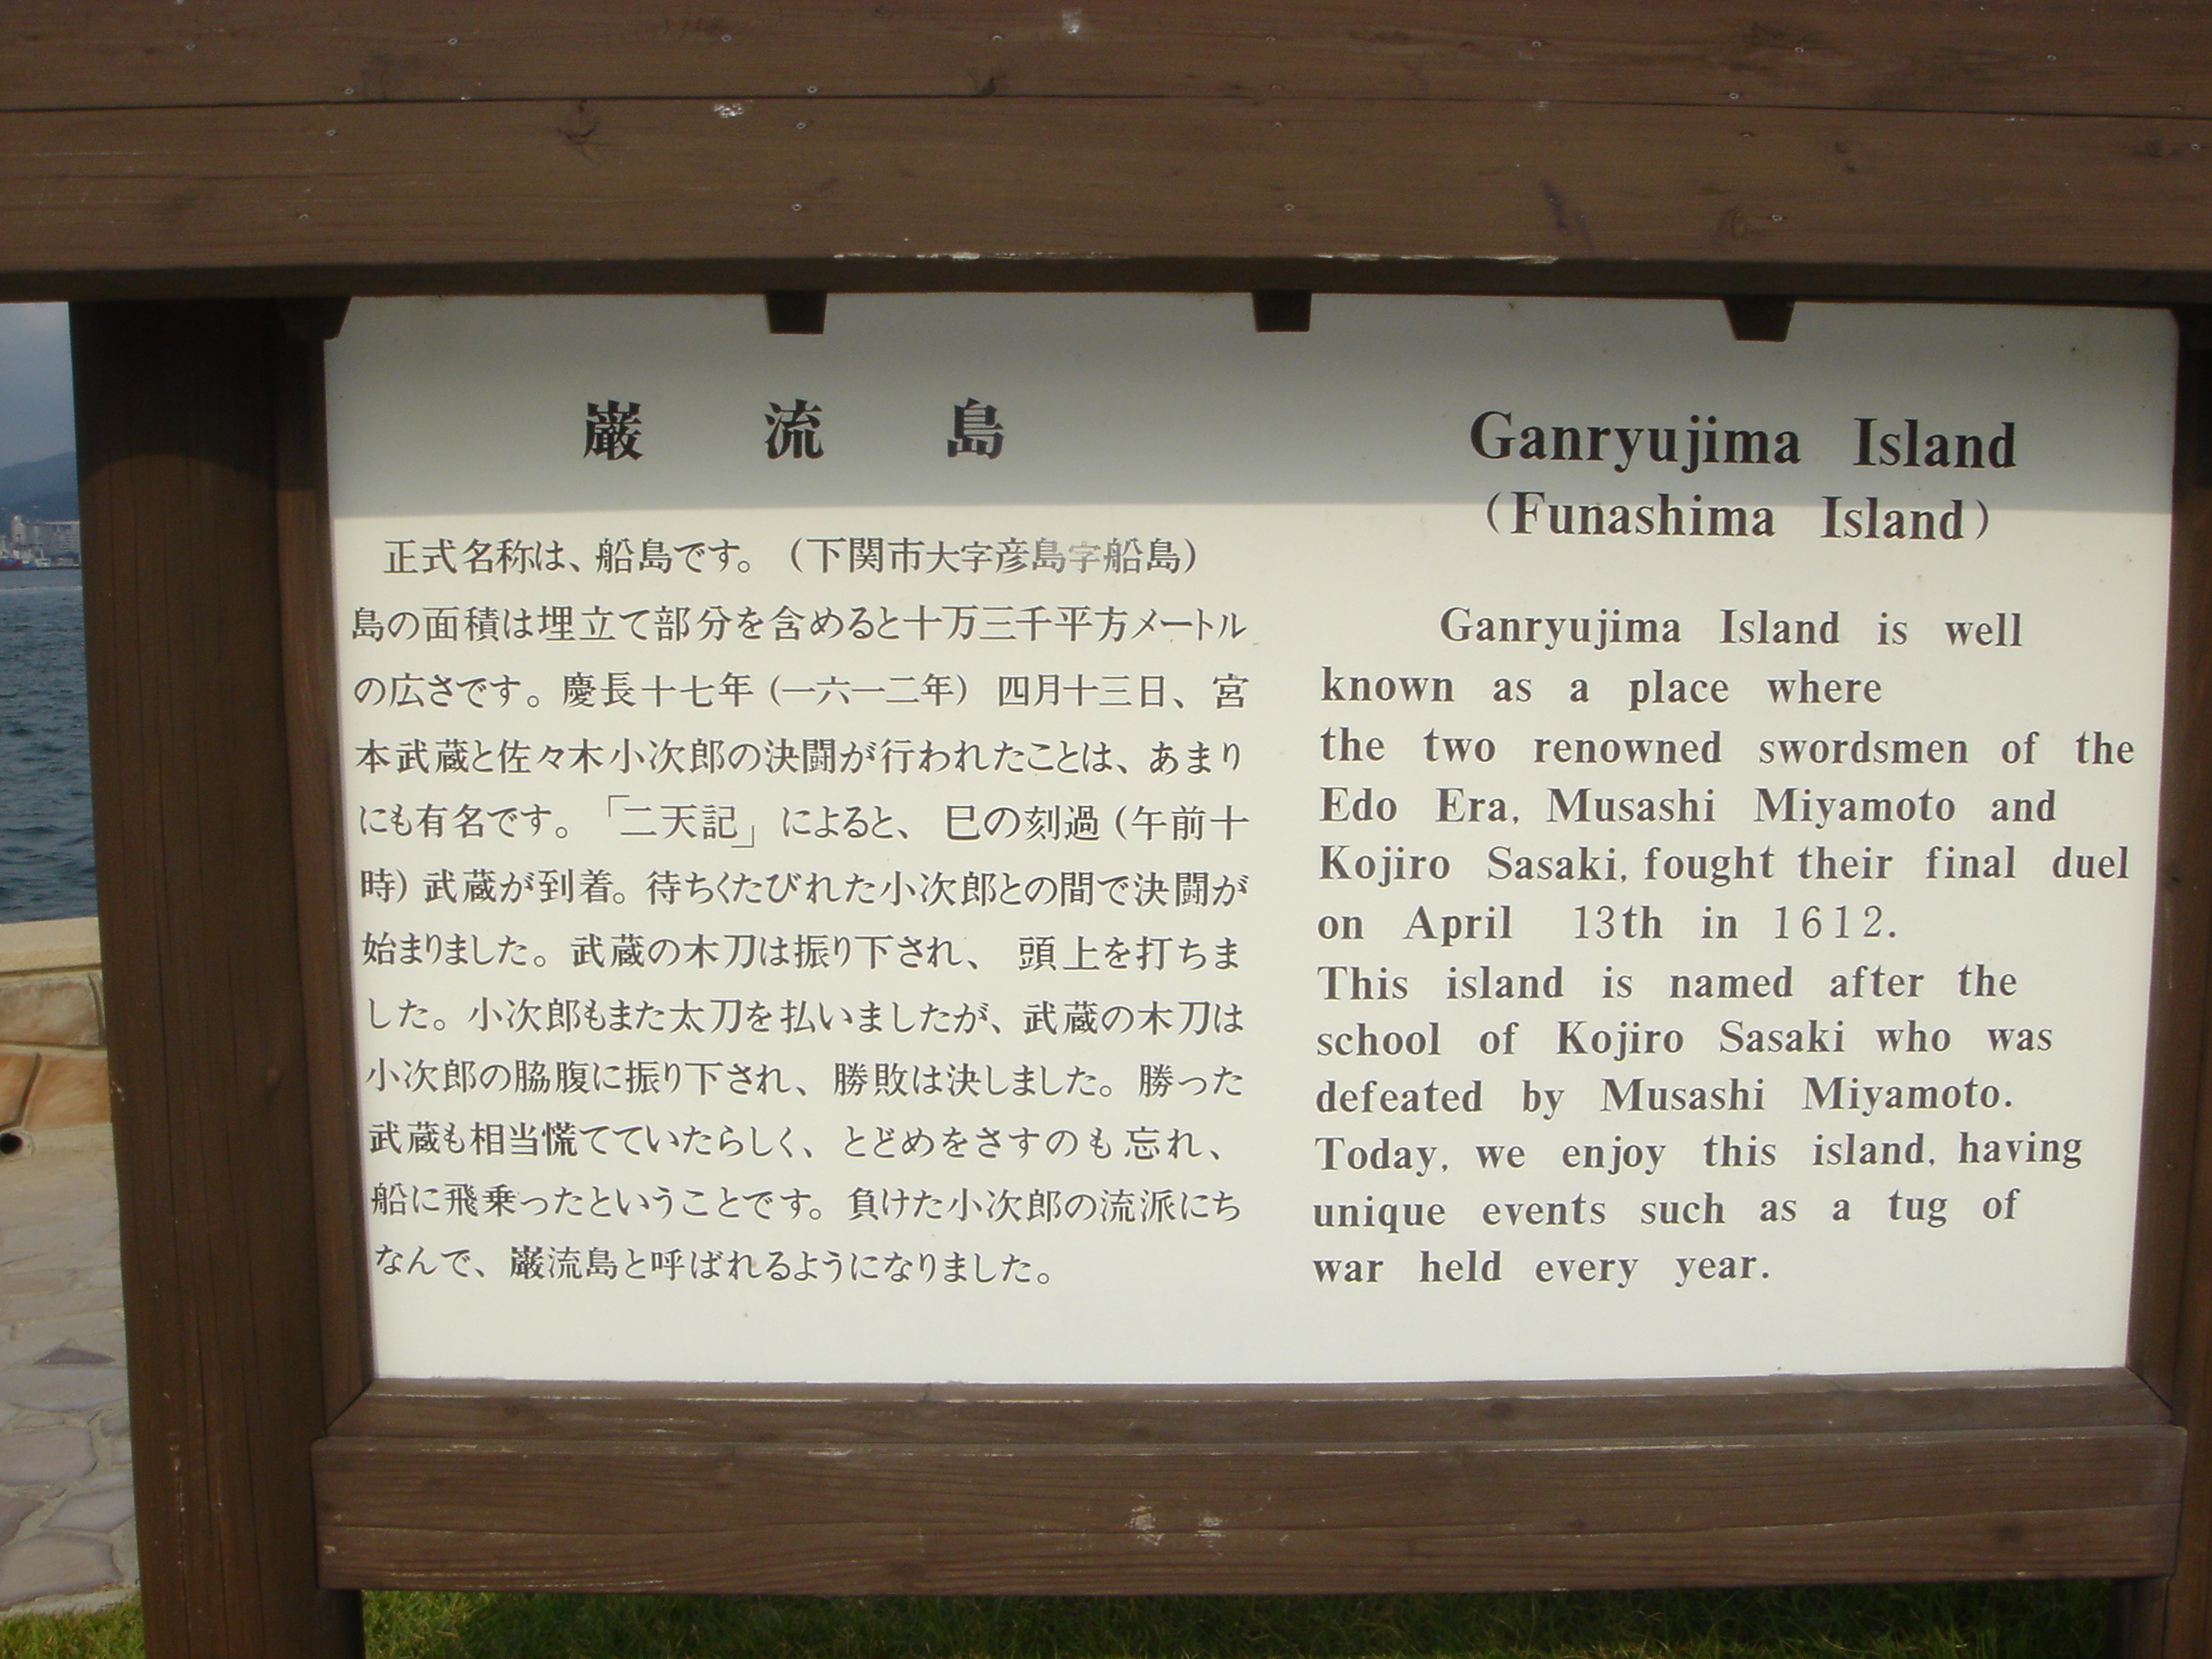 巌流島
正式名称は、船島です。（下関市大字彦島字船島）
島の面積は埋立て部分を含めると十万三千平方メートル
の広さです。慶長十七年（一六一二年）四月十三日、宮
本武蔵と佐々木小次郎の決闘が行われたことは、あまり
にも有名です。「二天記」によると、巳の刻過（午前十
時）武蔵が到着。待ちくたびれた小次郎との間で決闘が
始まりました。武蔵の木刀は振り下され、頭上を打ちま
した。小次郎もまた太刀を払いましたが、武蔵の木刀は
小次郎の脇腹に振り下され、勝敗は決しました。勝った
武蔵も相当慌てていたらしく、とどめをさすのも忘れ、
船に飛乗ったということです。負けた小次郎の流派にち
なんで、巌流島と呼ばれるようになりました。
Ganryujima Island
(Funashima Island)
Ganryujima Island is well
known as a place where
the two renowned swordsmen of the
Edo Era, Musashi Miyamoto and
Kojiro Sasaki, fought their final duel
on April 13th in 1612.
This island is named after the
school of Kojiro Sasaki who was
defeated by Musashi Miyamoto.
Today, we enjoy this island, having
unique events such as a tug of
war held every year.